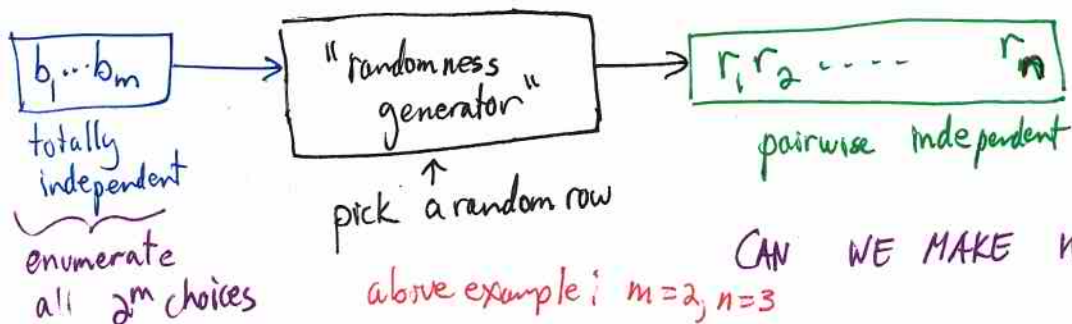 b₁...bₘ
"randomness
generator"
r₁ r₂ ..... rₙ
totally
independent
pairwise independent
↑
pick a random row
enumerate
all 2ᵐ choices
CAN WE MAKE
above example: m=2, n=3